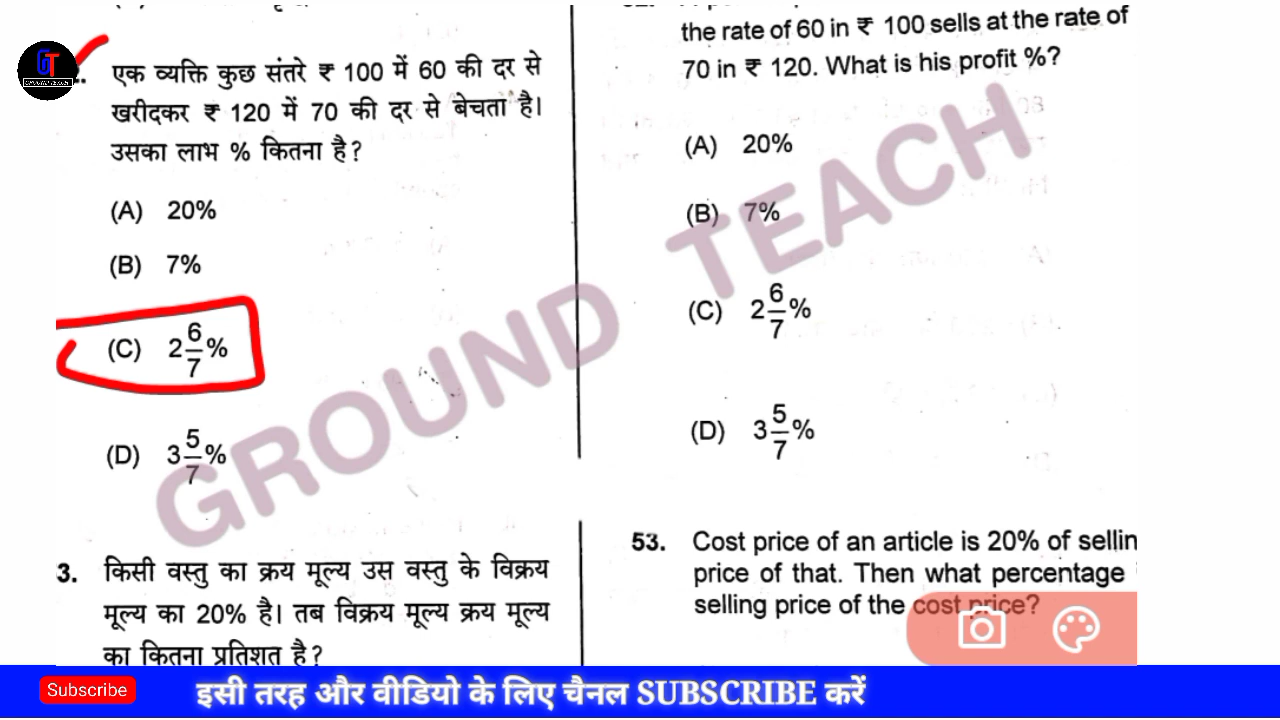 GT
एक व्यक्ति कुछ संतरे ₹ 100 में 60 की दर से
खरीदकर ₹ 120 में 70 की दर से बेचता है।
उसका लाभ % कितना है?
(A) 20%
(B) 7%
(C) 2 6/7 %
(D) 3 5/7 %
3. किसी वस्तु का क्रय मूल्य उस वस्तु के विक्रय
मूल्य का 20% है। तब विक्रय मूल्य क्रय मूल्य
का कितना प्रतिशत है?
the rate of 60 in ₹ 100 sells at the rate of
70 in ₹ 120. What is his profit %?
(A) 20%
(B) 7%
(C) 2 6/7 %
(D) 3 5/7 %
53. Cost price of an article is 20% of sellin
price of that. Then what percentage
selling price of the cost price?
GROUND TEACH
Subscribe
इसी तरह और वीडियो के लिए चैनल SUBSCRIBE करें